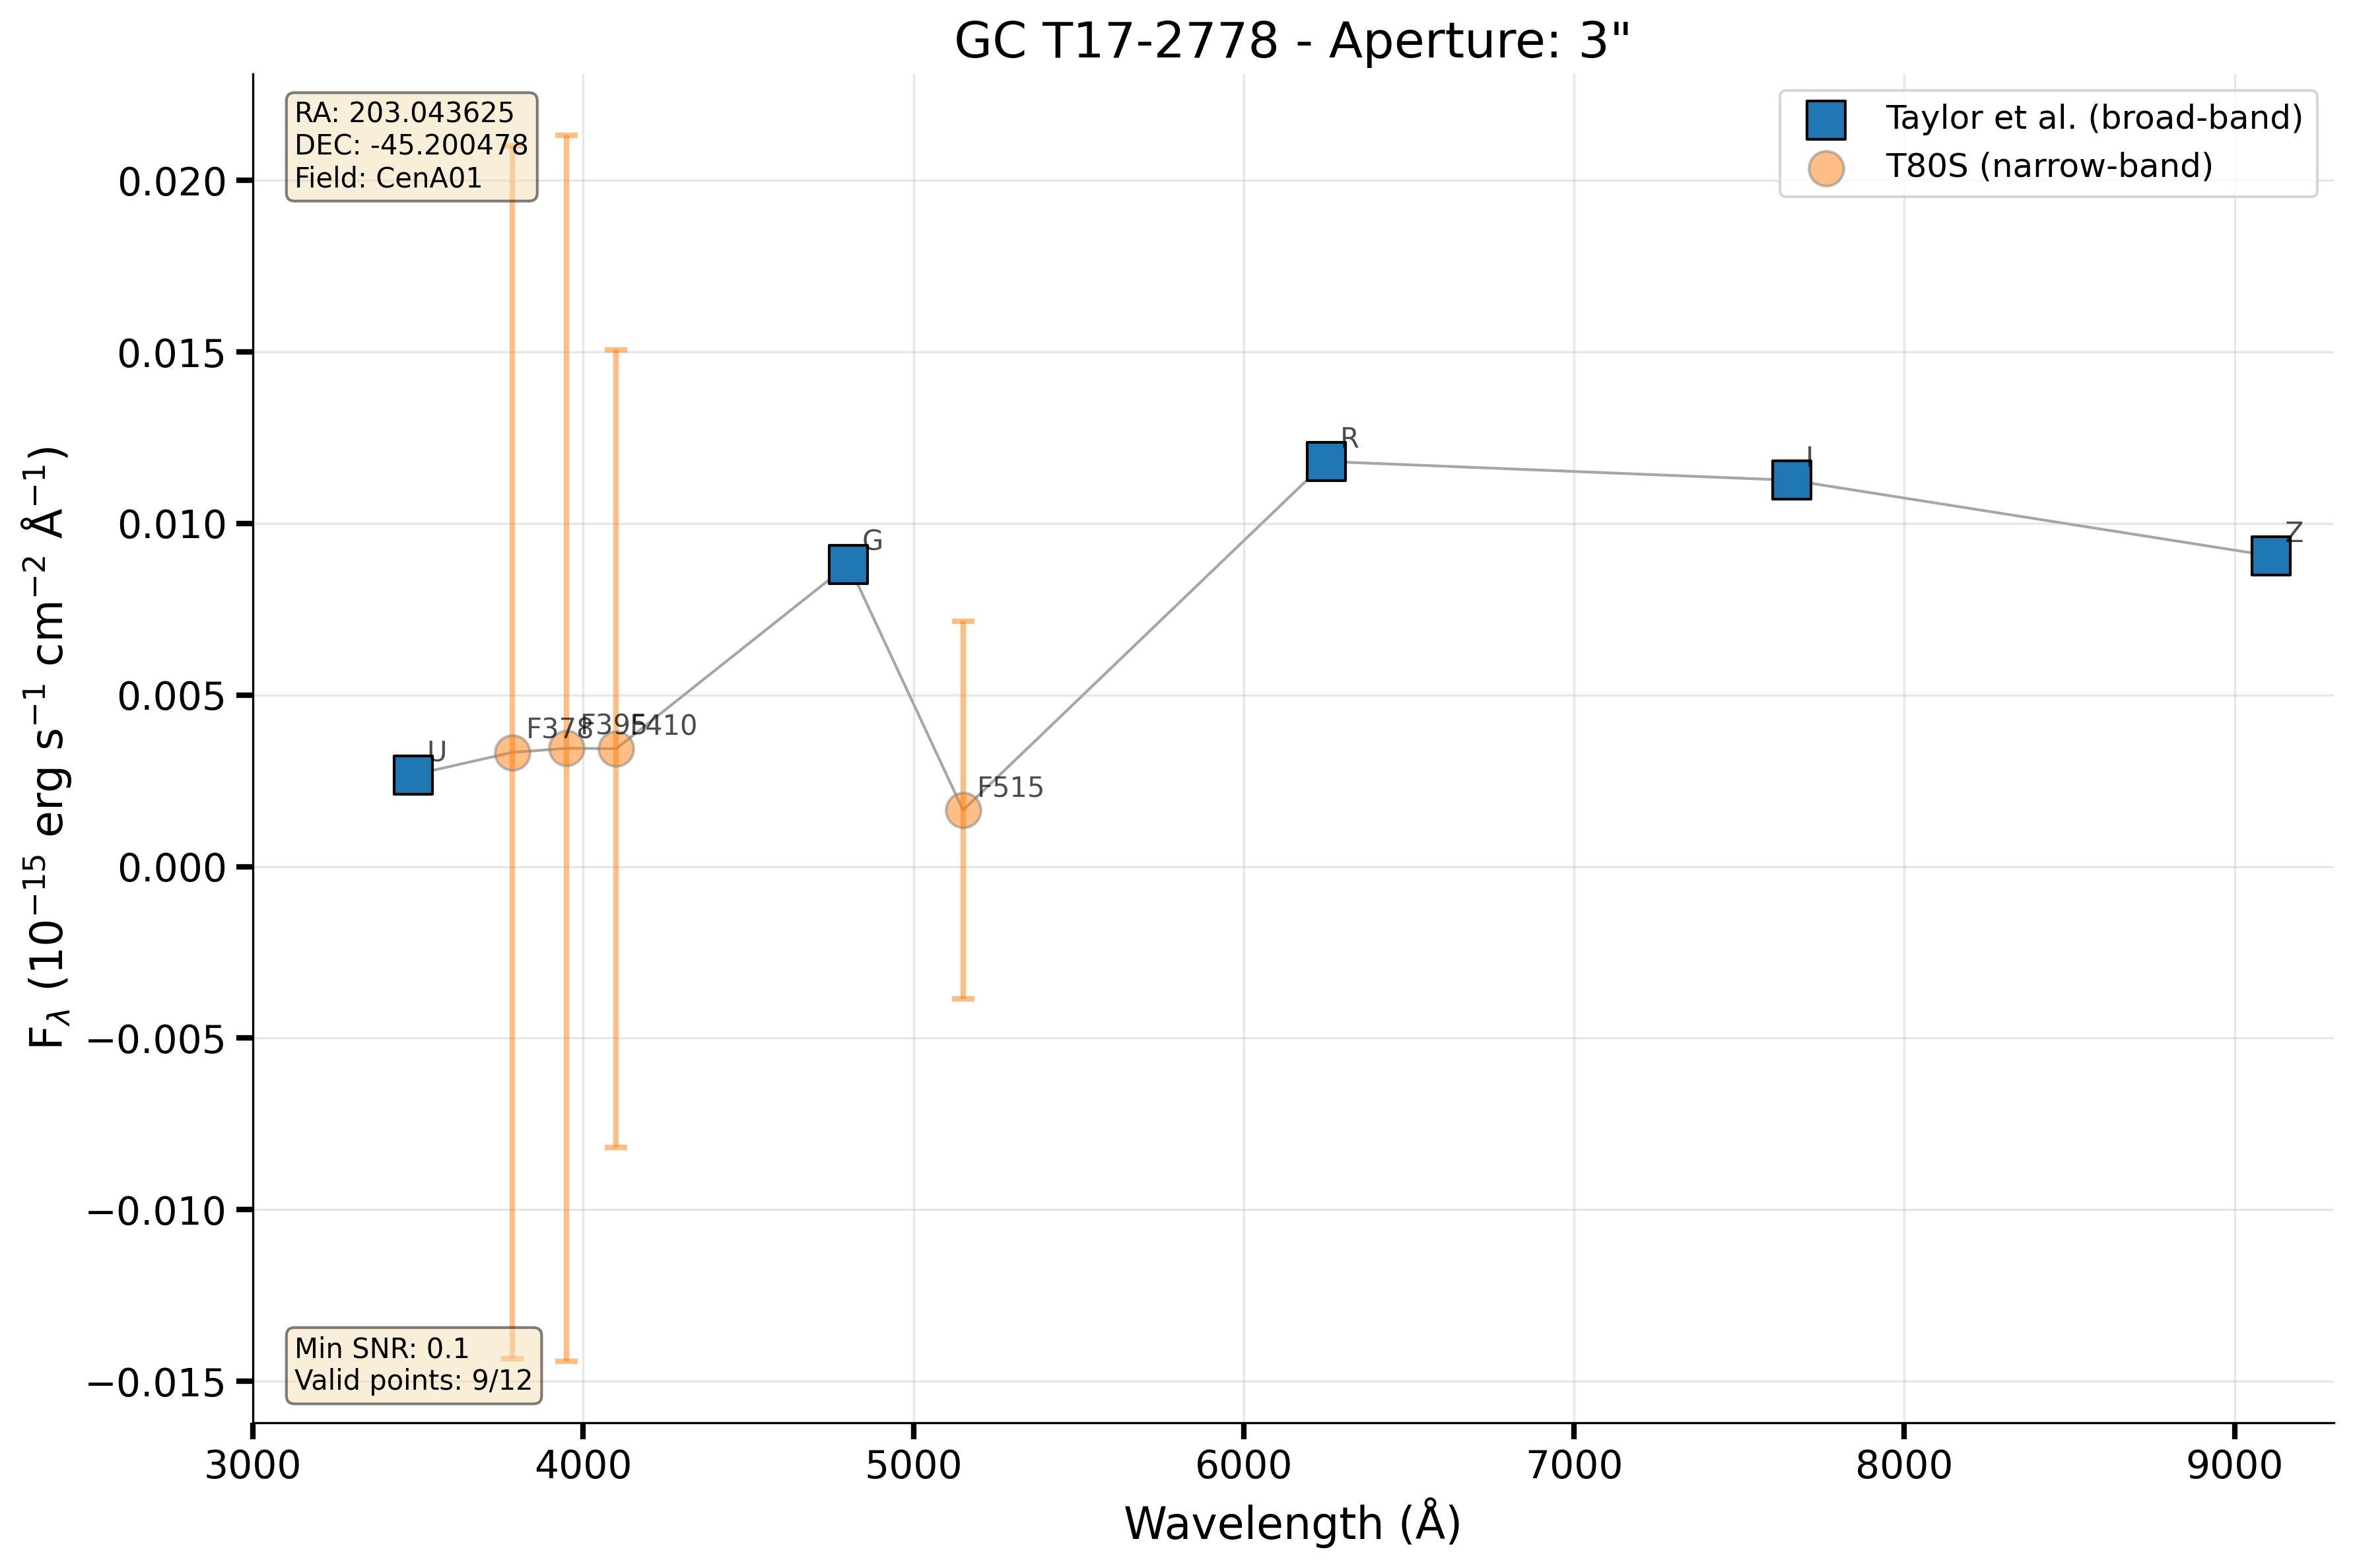 GC T17-2778 - Aperture: 3"
RA: 203.043625
DEC: -45.200478
Field: CenA01
Taylor et al. (broad-band)
T80S (narrow-band)
F_λ (10⁻¹⁵ erg s⁻¹ cm⁻² Å⁻¹)
0.020
0.015
0.010
0.005
0.000
−0.005
−0.010
−0.015
U
F378
F395
F410
G
F515
R
I
Z
Min SNR: 0.1
Valid points: 9/12
3000 4000 5000 6000 7000 8000 9000
Wavelength (Å)